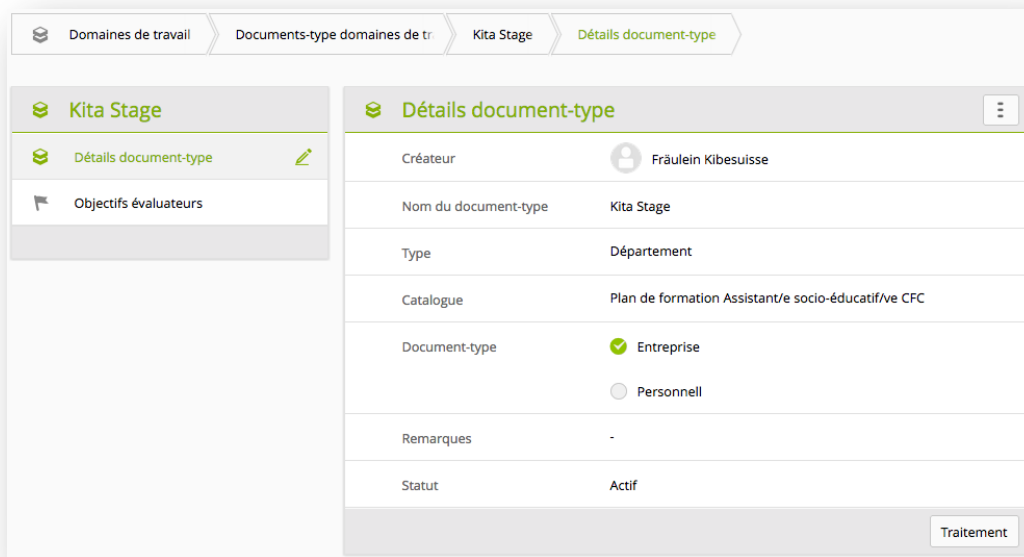 Domaines de travail
Documents-type domaines de tr
Kita Stage
Détails document-type
Kita Stage
Détails document-type
Objectifs évaluateurs
Détails document-type
Créateur
Fräulein Kibesuisse
Nom du document-type
Kita Stage
Type
Département
Catalogue
Plan de formation Assistant/e socio-éducatif/ve CFC
Document-type
Entreprise
Personnell
Remarques
-
Statut
Actif
Traitement